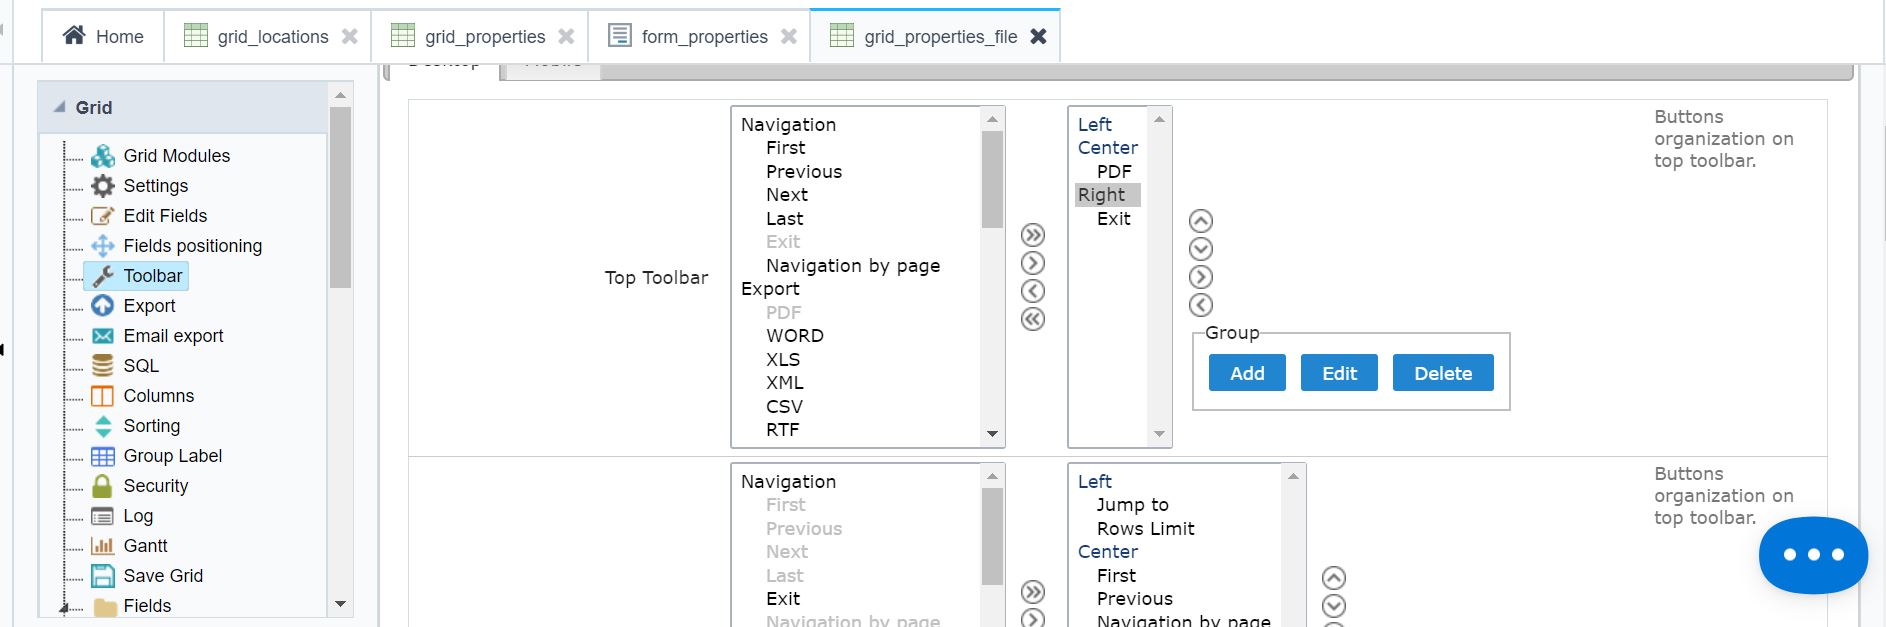 Home
grid_locations
grid_properties
form_properties
grid_properties_file
Desktop
Mobile
Grid
Grid Modules
Settings
Edit Fields
Fields positioning
Toolbar
Export
Email export
SQL
Columns
Sorting
Group Label
Security
Log
Gantt
Save Grid
Fields
Top Toolbar
Navigation
First
Previous
Next
Last
Exit
Navigation by page
Export
PDF
WORD
XLS
XML
CSV
RTF
Left
Center
PDF
Right
Exit
Group
Add
Edit
Delete
Buttons
organization on
top toolbar.
Navigation
First
Previous
Next
Last
Exit
Navigation by page
Left
Jump to
Rows Limit
Center
First
Previous
Navigation by page
Buttons
organization on
top toolbar.